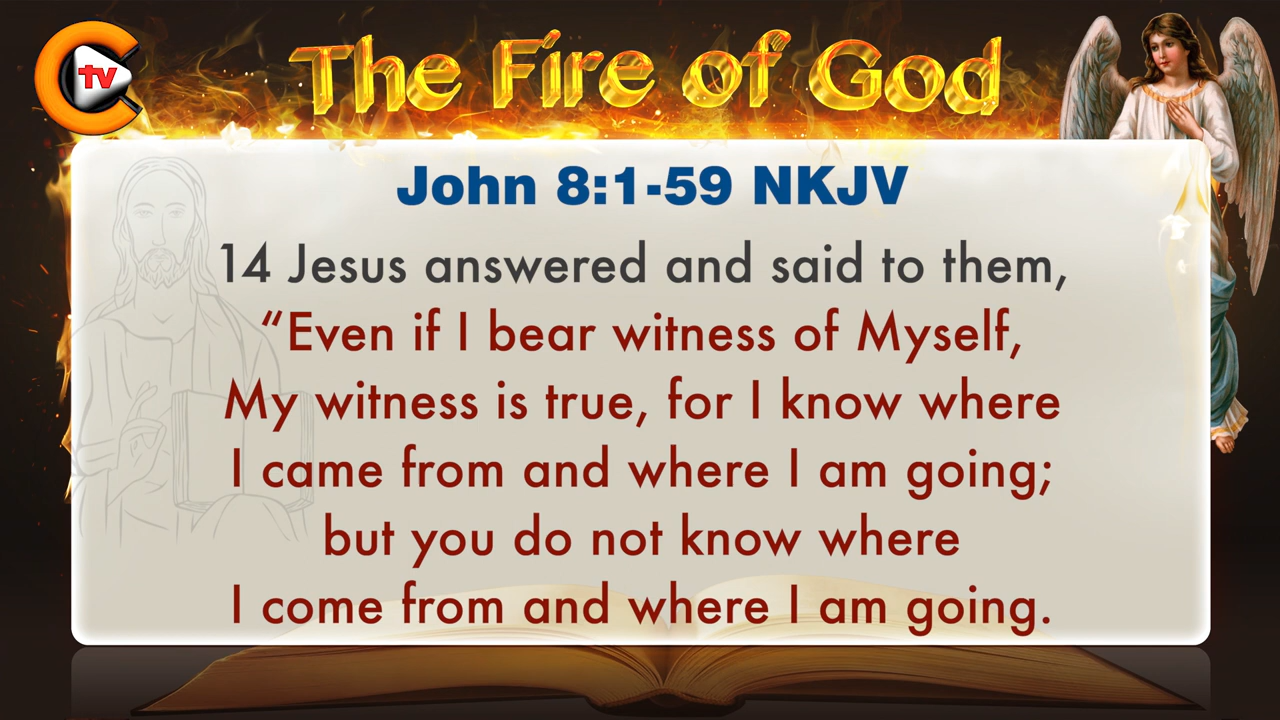 tv
The Fire of God
John 8:1-59 NKJV
14 Jesus answered and said to them,
“Even if I bear witness of Myself,
My witness is true, for I know where
I came from and where I am going;
but you do not know where
I come from and where I am going.